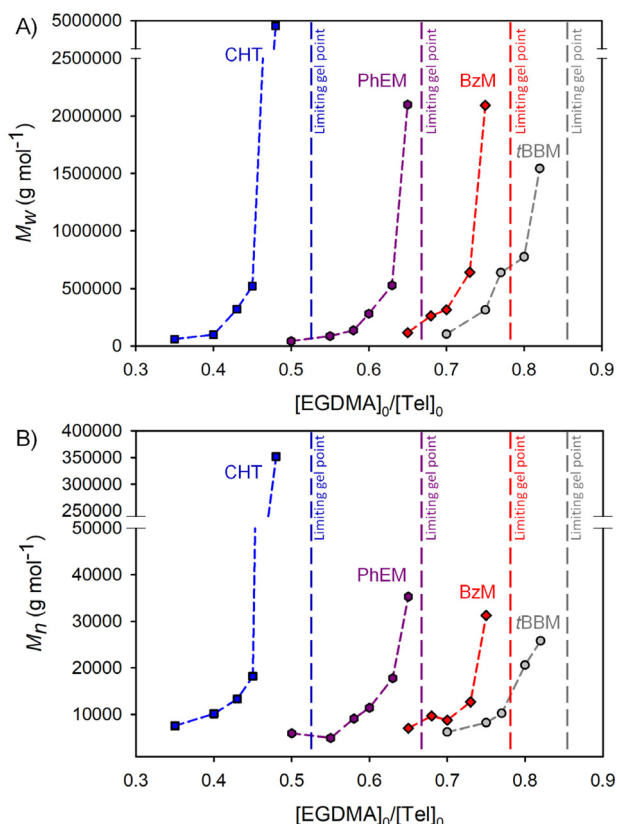 A)
5000000
2500000
2000000
1500000
1000000
500000
0
M_w (g mol⁻¹)
CHT
Limiting gel point
PhEM
Limiting gel point
BzM
Limiting gel point
tBBM
Limiting gel point
0.3 0.4 0.5 0.6 0.7 0.8 0.9
[EGDMA]₀/[Tel]₀
B)
400000
350000
300000
250000
50000
40000
30000
20000
10000
M_n (g mol⁻¹)
CHT
Limiting gel point
PhEM
Limiting gel point
BzM
Limiting gel point
tBBM
Limiting gel point
0.3 0.4 0.5 0.6 0.7 0.8 0.9
[EGDMA]₀/[Tel]₀